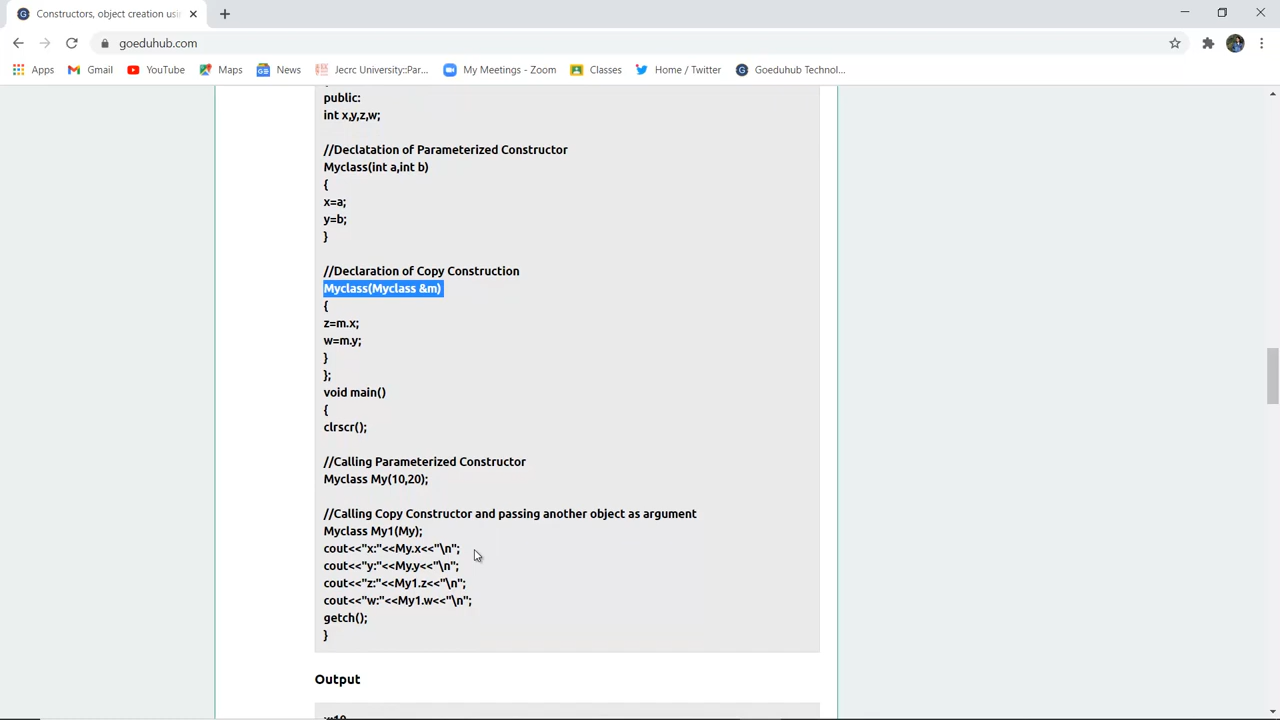 Constructors, object creation usin
goeduhub.com
Apps
Gmail
YouTube
Maps
News
Jecrc University::Par...
My Meetings - Zoom
Classes
Home / Twitter
Goeduhub Technol...
public:
int x,y,z,w;
//Declatation of Parameterized Constructor
Myclass(int a,int b)
{
x=a;
y=b;
}
//Declaration of Copy Construction
Myclass(Myclass &m)
{
z=m.x;
w=m.y;
}
};
void main()
{
clrscr();
//Calling Parameterized Constructor
Myclass My(10,20);
//Calling Copy Constructor and passing another object as argument
Myclass My1(My);
cout<<"x:"<<My.x<<"\n";
cout<<"y:"<<My.y<<"\n";
cout<<"z:"<<My1.z<<"\n";
cout<<"w:"<<My1.w<<"\n";
getch();
}
Output